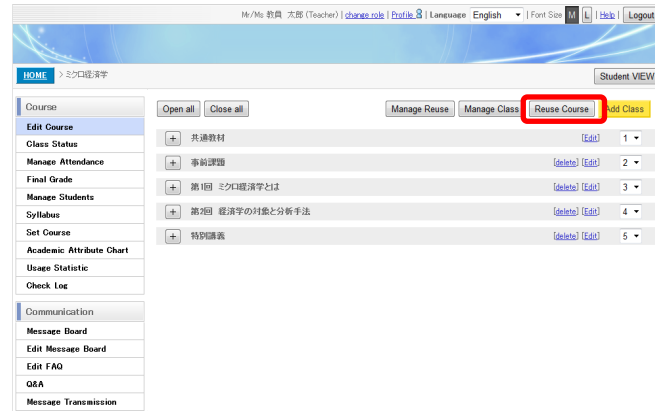 Mr/Ms 教員 太郎 (Teacher) | change role | Profile | Language English | Font Size M L | Help | Logout
HOME > ミクロ経済学 Student VIEW
Course
Edit Course
Class Status
Manage Attendance
Final Grade
Manage Students
Syllabus
Set Course
Academic Attribute Chart
Usage Statistic
Check Log
Communication
Message Board
Edit Message Board
Edit FAQ
Q&A
Message Transmission
Open all Close all Manage Reuse Manage Class Reuse Course Add Class
+ 共通教材 [Edit] 1
+ 事前課題 [delete] [Edit] 2
+ 第1回 ミクロ経済学とは [delete] [Edit] 3
+ 第2回 経済学の対象と分析手法 [delete] [Edit] 4
+ 特別講義 [delete] [Edit] 5